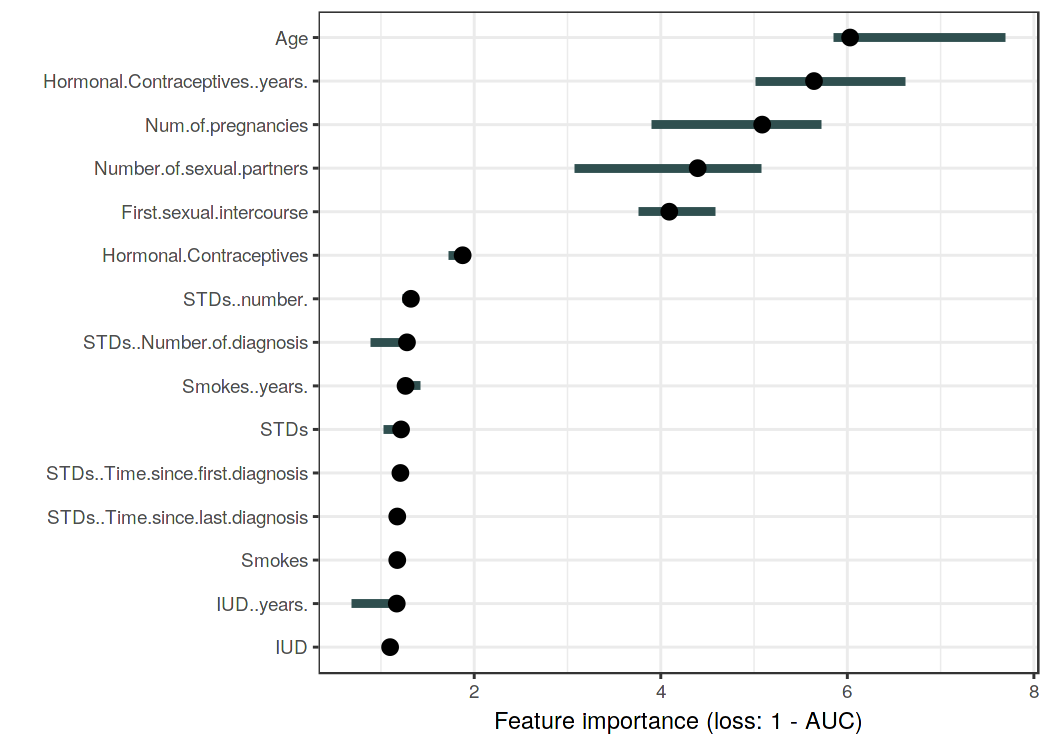 Age
Hormonal.Contraceptives..years.
Num.of.pregnancies
Number.of.sexual.partners
First.sexual.intercourse
Hormonal.Contraceptives
STDs..number.
STDs..Number.of.diagnosis
Smokes..years.
STDs
STDs..Time.since.first.diagnosis
STDs..Time.since.last.diagnosis
Smokes
IUD..years.
IUD
2 4 6 8
Feature importance (loss: 1 - AUC)